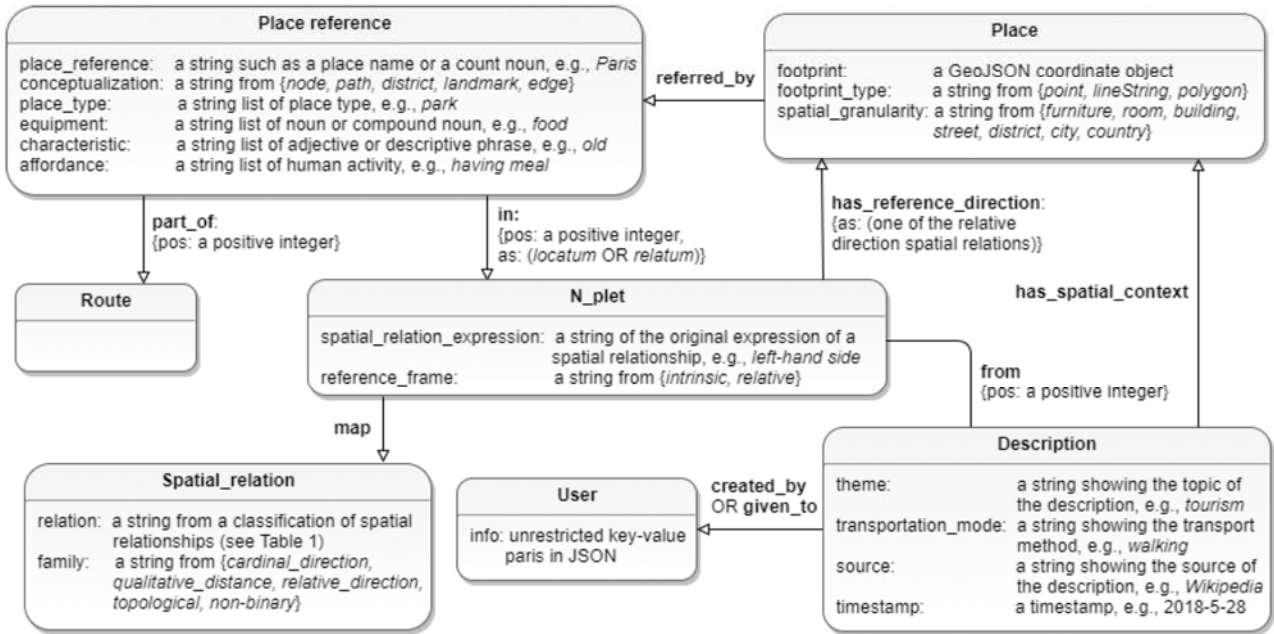 Place reference
place_reference: a string such as a place name or a count noun, e.g., Paris
conceptualization: a string from {node, path, district, landmark, edge}
place_type: a string list of place type, e.g., park
equipment: a string list of noun or compound noun, e.g., food
characteristic: a string list of adjective or descriptive phrase, e.g., old
affordance: a string list of human activity, e.g., having meal
referred_by
Place
footprint: a GeoJSON coordinate object
footprint_type: a string from {point, lineString, polygon}
spatial_granularity: a string from {furniture, room, building,
street, district, city, country}
part_of:
{pos: a positive integer}
in:
{pos: a positive integer,
as: (locatum OR relatum)}
has_reference_direction:
{as: (one of the relative
direction spatial relations)}
has_spatial_context
Route
N_plet
spatial_relation_expression: a string of the original expression of a
spatial relationship, e.g., left-hand side
reference_frame: a string from {intrinsic, relative}
from
{pos: a positive integer}
map
Spatial_relation
relation: a string from a classification of spatial
relationships (see Table 1)
family: a string from {cardinal_direction,
qualitative_distance, relative_direction,
topological, non-binary}
User
info: unrestricted key-value
paris in JSON
created_by
OR given_to
Description
theme: a string showing the topic of
the description, e.g., tourism
transportation_mode: a string showing the transport
method, e.g., walking
source: a string showing the source of
the description, e.g., Wikipedia
timestamp: a timestamp, e.g., 2018-5-28